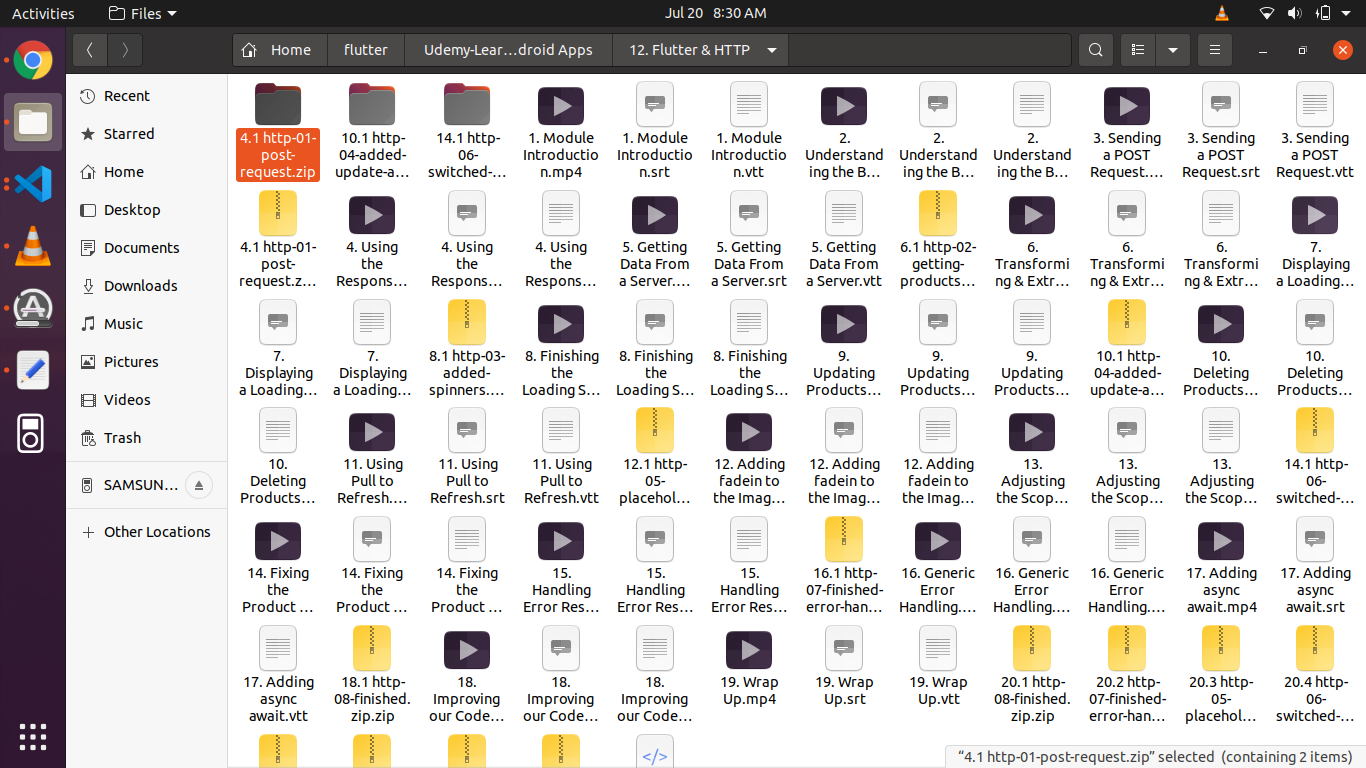 Activities
Files
Jul 20 8:30 AM
Home
flutter
Udemy-Lear…droid Apps
12. Flutter & HTTP
Recent
Starred
Home
Desktop
Documents
Downloads
Music
Pictures
Videos
Trash
SAMSUN…
Other Locations
4.1 http-01-
post-
request.zip
10.1 http-
04-added-
update-a…
14.1 http-
06-
switched-…
1. Module
Introductio
n.mp4
1. Module
Introductio
n.srt
1. Module
Introductio
n.vtt
2.
Understand
ing the B…
2.
Understand
ing the B…
2.
Understand
ing the B…
3. Sending
a POST
Request.…
3. Sending
a POST
Request.srt
3. Sending
a POST
Request.vtt
4.1 http-01-
post-
request.z…
4. Using
the
Respons…
4. Using
the
Respons…
4. Using
the
Respons…
5. Getting
Data From
a Server.…
5. Getting
Data From
a Server.srt
5. Getting
Data From
a Server.vtt
6.1 http-02-
getting-
products…
6.
Transformi
ng & Extr…
6.
Transformi
ng & Extr…
6.
Transformi
ng & Extr…
7.
Displaying
a Loading…
7.
Displaying
a Loading…
7.
Displaying
a Loading…
8.1 http-03-
added-
spinners.…
8. Finishing
the
Loading S…
8. Finishing
the
Loading S…
8. Finishing
the
Loading S…
9.
Updating
Products…
9.
Updating
Products…
9.
Updating
Products…
10.1 http-
04-added-
update-a…
10.
Deleting
Products…
10.
Deleting
Products…
10.
Deleting
Products…
11. Using
Pull to
Refresh.…
11. Using
Pull to
Refresh.srt
11. Using
Pull to
Refresh.vtt
12.1 http-
05-
placehol…
12. Adding
fadein to
the Imag…
12. Adding
fadein to
the Imag…
12. Adding
fadein to
the Imag…
13.
Adjusting
the Scop…
13.
Adjusting
the Scop…
13.
Adjusting
the Scop…
14.1 http-
06-
switched-…
14. Fixing
the
Product …
14. Fixing
the
Product …
14. Fixing
the
Product …
15.
Handling
Error Res…
15.
Handling
Error Res…
15.
Handling
Error Res…
16.1 http-
07-finished-
error-han…
16. Generic
Error
Handling.…
16. Generic
Error
Handling.…
16. Generic
Error
Handling.…
17. Adding
async
await.mp4
17. Adding
async
await.srt
17. Adding
async
await.vtt
18.1 http-
08-finished.
zip.zip
18.
Improving
our Code…
18.
Improving
our Code…
18.
Improving
our Code…
19. Wrap
Up.mp4
19. Wrap
Up.srt
19. Wrap
Up.vtt
20.1 http-
08-finished.
zip.zip
20.2 http-
07-finished-
error-han…
20.3 http-
05-
placehol…
20.4 http-
06-
switched-…
</>
“4.1 http-01-post-request.zip” selected (containing 2 items)